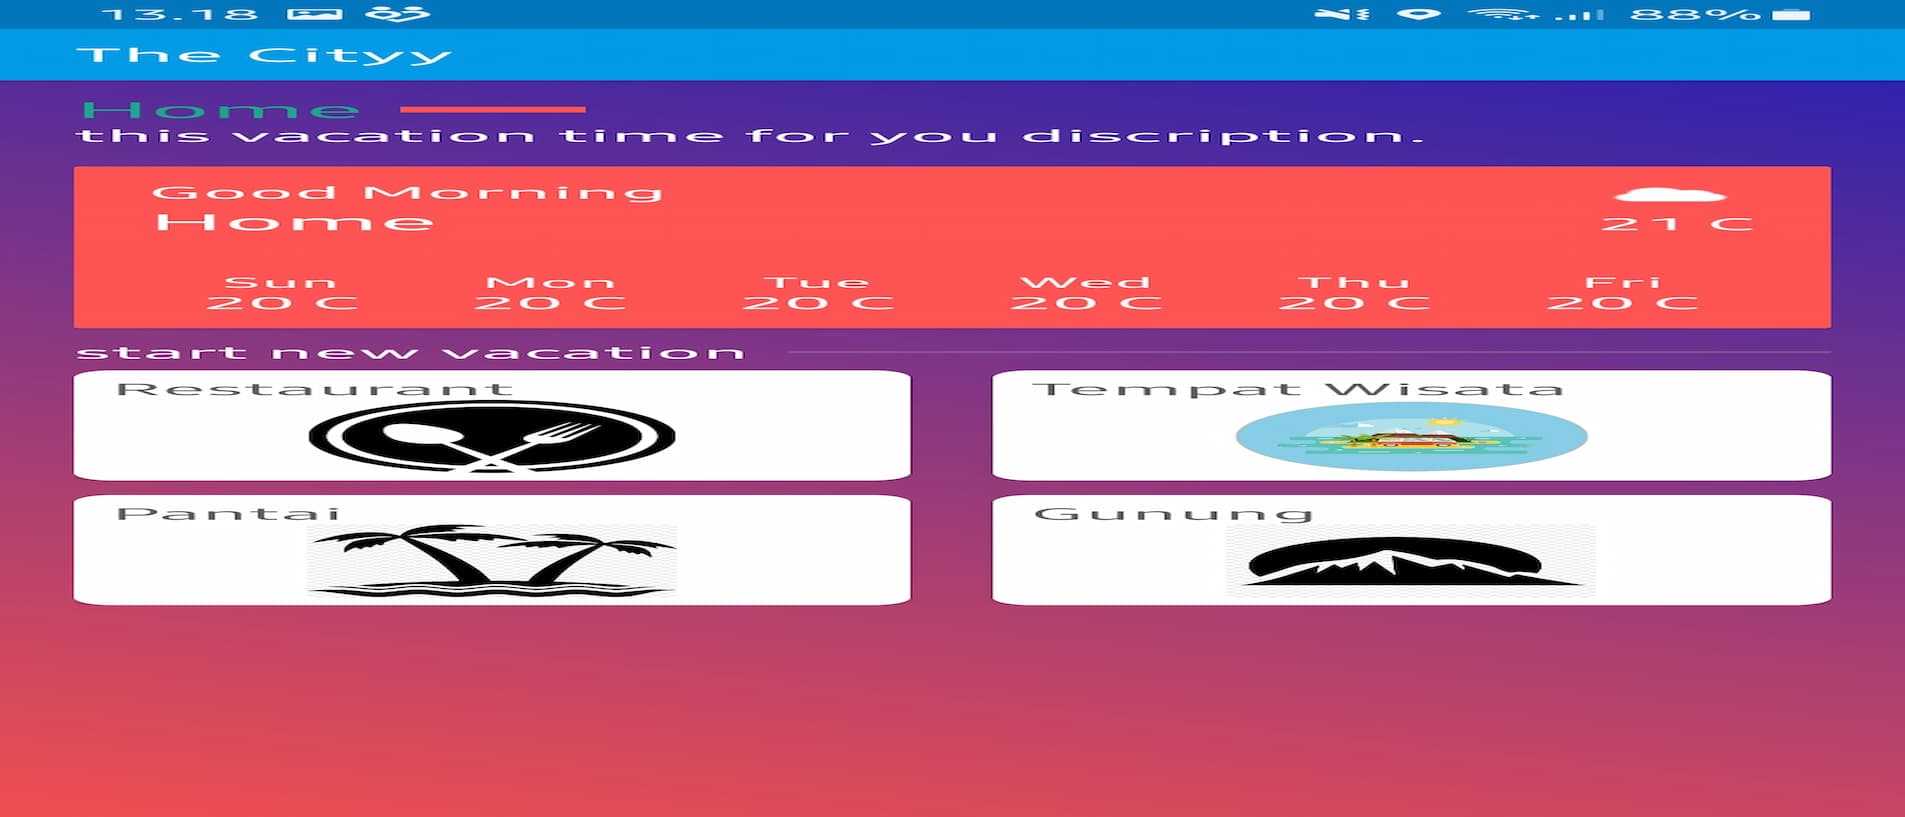 13.18 88%
The Cityy
Home
this vacation time for you discription.
Good Morning
Home
21 C
Sun Mon Tue Wed Thu Fri
20 C 20 C 20 C 20 C 20 C 20 C
start new vacation
Restaurant Tempat Wisata
Pantai Gunung